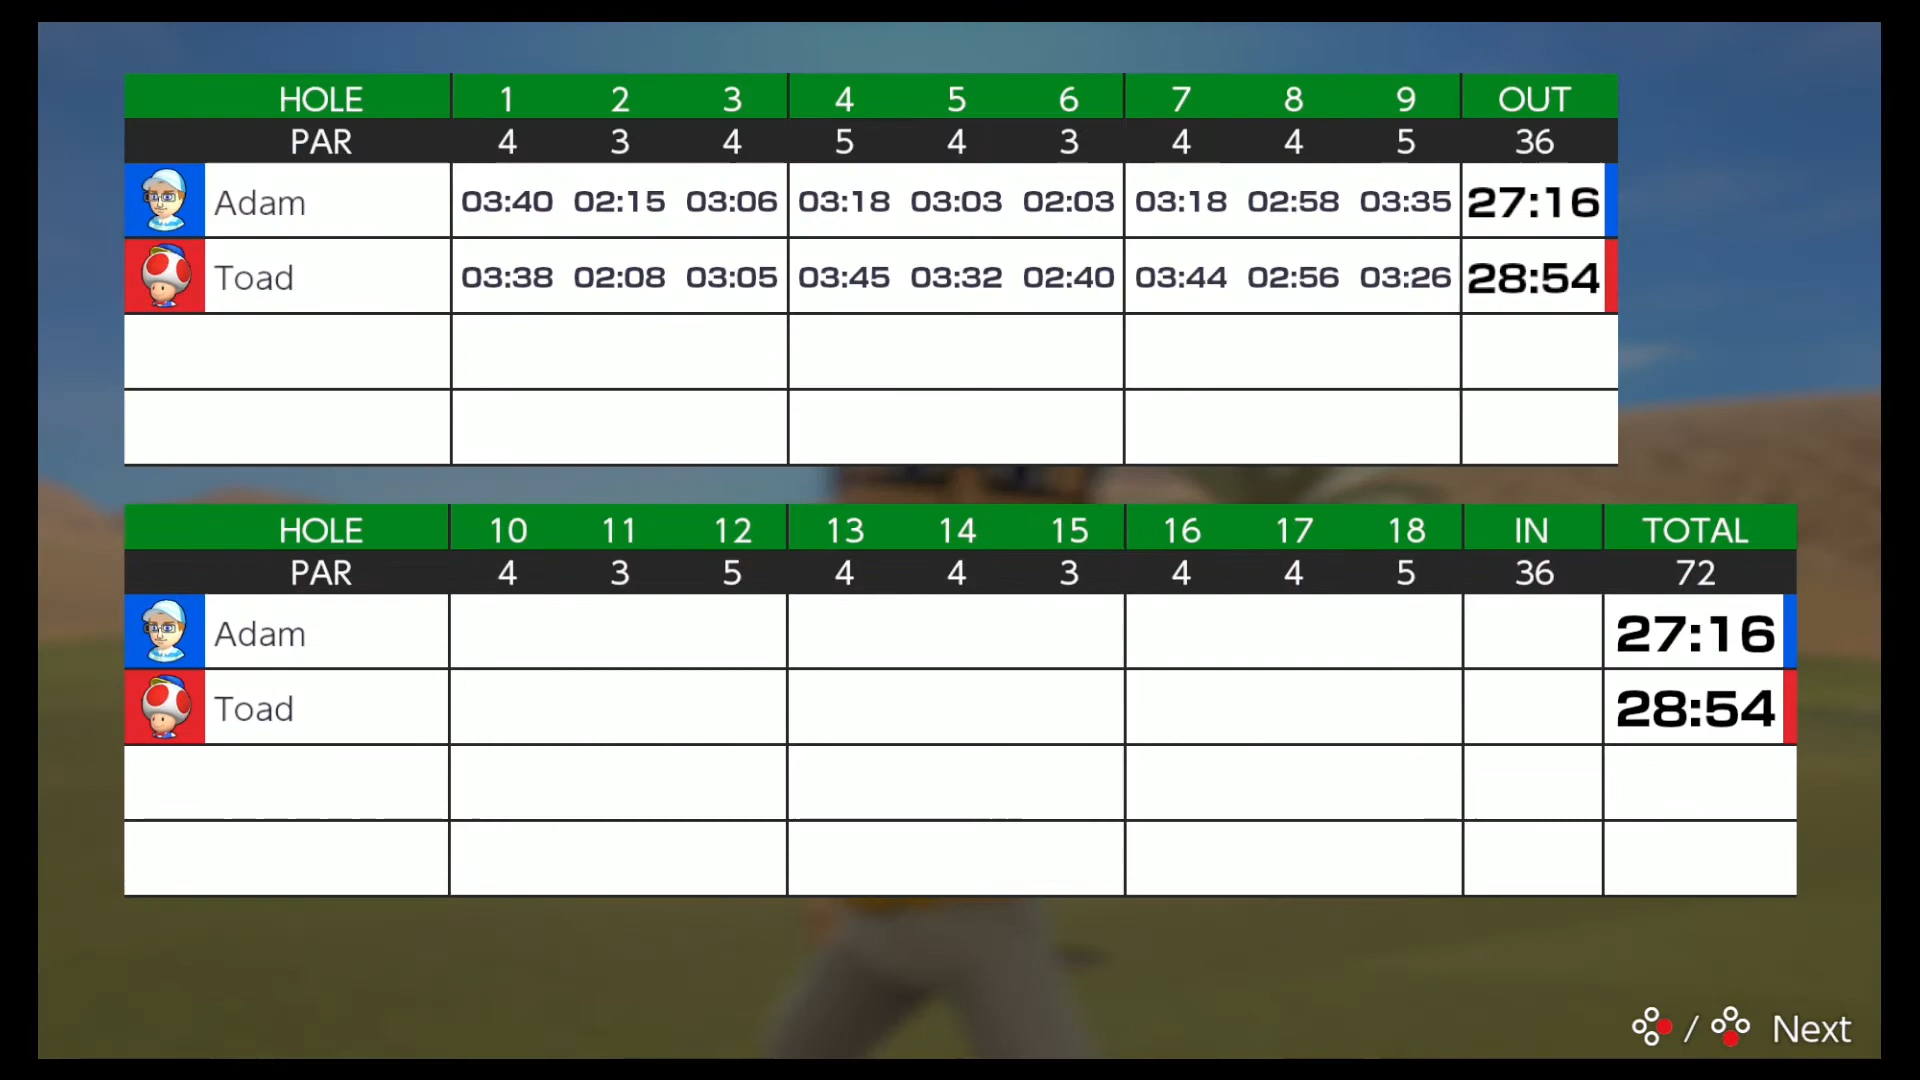 HOLE 1 2 3 4 5 6 7 8 9 OUT
PAR 4 3 4 5 4 3 4 4 5 36
Adam 03:40 02:15 03:06 03:18 03:03 02:03 03:18 02:58 03:35 27:16
Toad 03:38 02:08 03:05 03:45 03:32 02:40 03:44 02:56 03:26 28:54
HOLE 10 11 12 13 14 15 16 17 18 IN TOTAL
PAR 4 3 5 4 4 3 4 4 5 36 72
Adam 27:16
Toad 28:54
/ Next